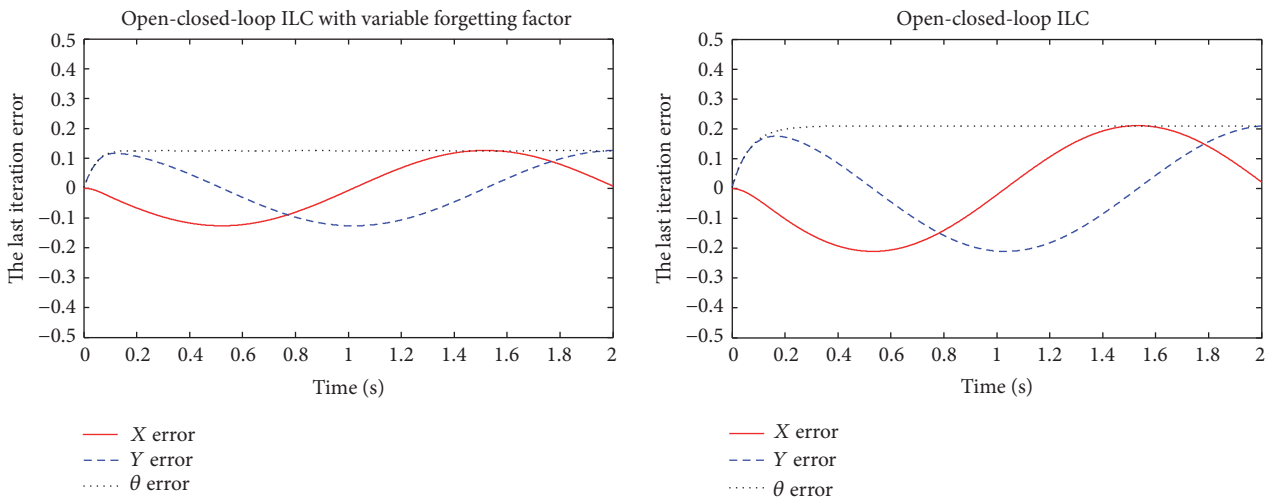 Open-closed-loop ILC with variable forgetting factor
0.5
0.4
0.3
0.2
0.1
0
−0.1
−0.2
−0.3
−0.4
−0.5
The last iteration error
0 0.2 0.4 0.6 0.8 1 1.2 1.4 1.6 1.8 2
Time (s)
X error
Y error
θ error
Open-closed-loop ILC
0.5
0.4
0.3
0.2
0.1
0
−0.1
−0.2
−0.3
−0.4
−0.5
The last iteration error
0 0.2 0.4 0.6 0.8 1 1.2 1.4 1.6 1.8 2
Time (s)
X error
Y error
θ error